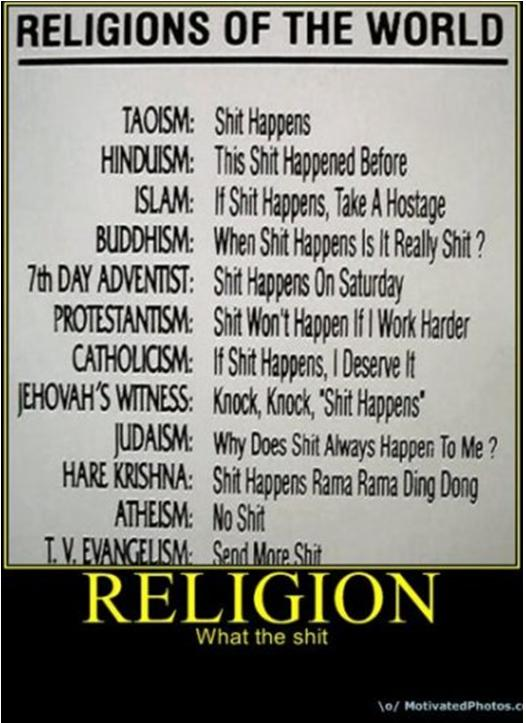 RELIGIONS OF THE WORLD
TAOISM: Shit Happens
HINDUISM: This Shit Happened Before
ISLAM: If Shit Happens, Take A Hostage
BUDDHISM: When Shit Happens Is It Really Shit ?
7th DAY ADVENTIST: Shit Happens On Saturday
PROTESTANTISM: Shit Won't Happen If I Work Harder
CATHOLICISM: If Shit Happens, I Deserve It
JEHOVAH'S WITNESS: Knock, Knock, "Shit Happens"
JUDAISM: Why Does Shit Always Happen To Me ?
HARE KRISHNA: Shit Happens Rama Rama Ding Dong
ATHEISM: No Shit
T. V. EVANGELISM: Send More Shit
RELIGION
What the shit
\o/ MotivatedPhotos.c